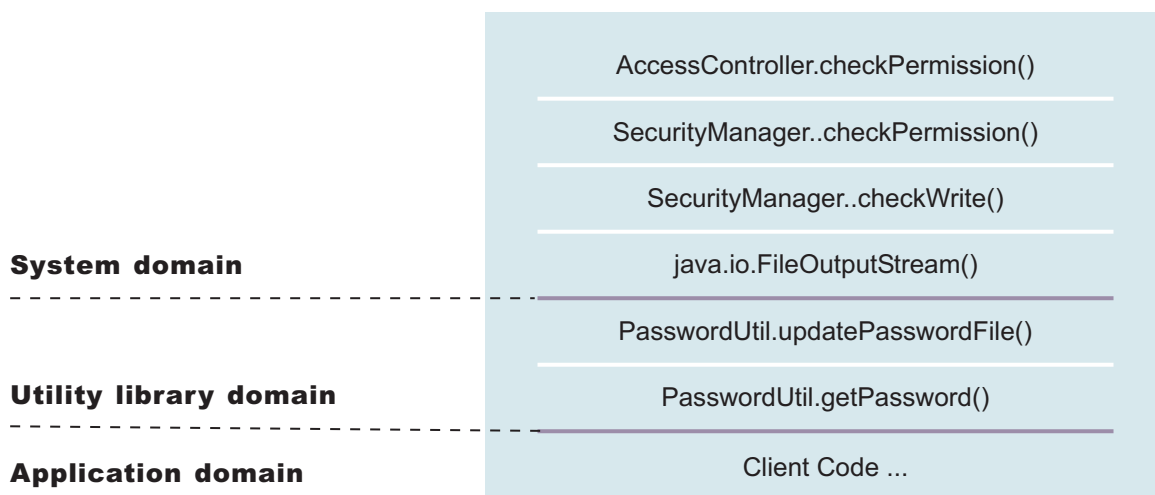 AccessController.checkPermission()
SecurityManager..checkPermission()
SecurityManager..checkWrite()
System domain
java.io.FileOutputStream()
PasswordUtil.updatePasswordFile()
Utility library domain
PasswordUtil.getPassword()
Application domain
Client Code ...